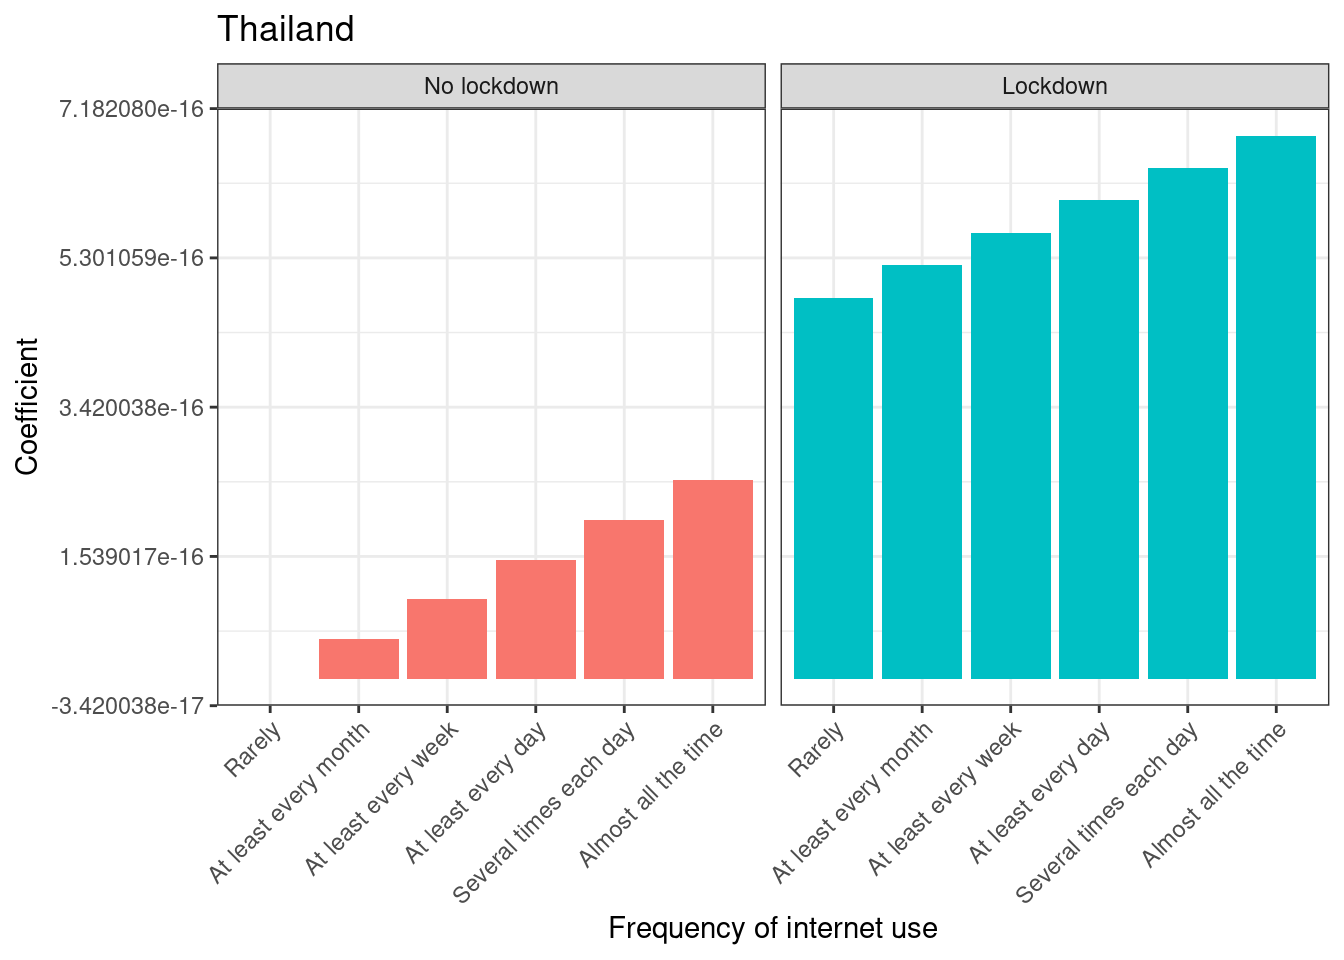 Thailand
No lockdown
Lockdown
7.182080e-16
5.301059e-16
3.420038e-16
1.539017e-16
-3.420038e-17
Coefficient
Rarely
At least every month
At least every week
At least every day
Several times each day
Almost all the time
Rarely
At least every month
At least every week
At least every day
Several times each day
Almost all the time
Frequency of internet use